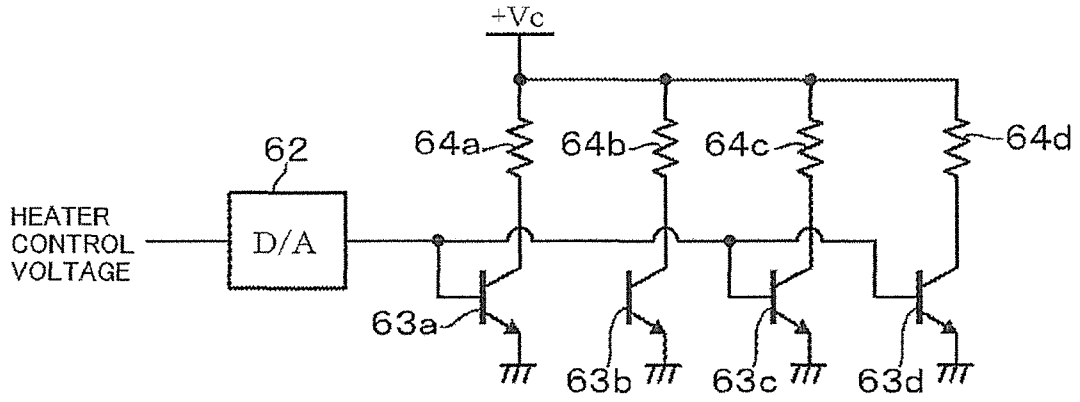 +Vc
64a
64b
64c
64d
62
HEATER
CONTROL
VOLTAGE
D/A
63a
63b
63c
63d